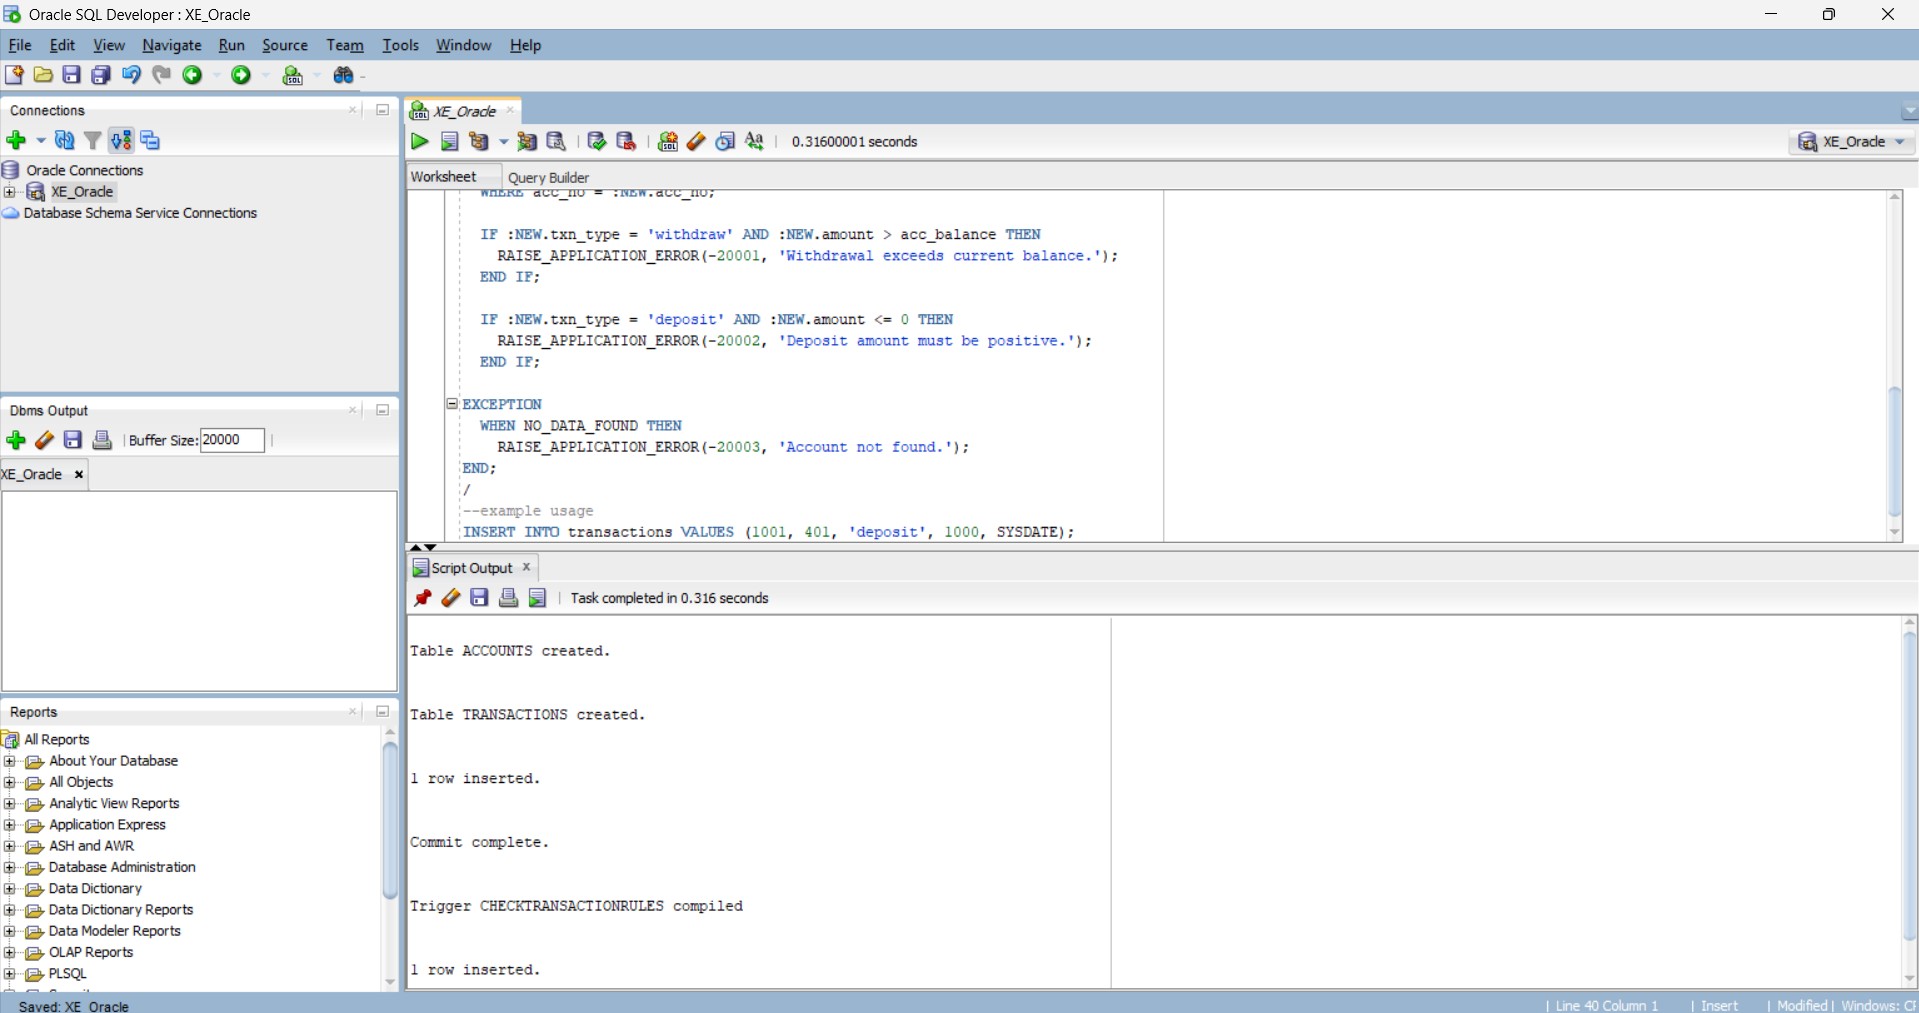 Oracle SQL Developer : XE_Oracle
File Edit View Navigate Run Source Team Tools Window Help
Connections
Oracle Connections
XE_Oracle
Database Schema Service Connections
Dbms Output
Buffer Size: 20000
XE_Oracle
Reports
All Reports
About Your Database
All Objects
Analytic View Reports
Application Express
ASH and AWR
Database Administration
Data Dictionary
Data Dictionary Reports
Data Modeler Reports
OLAP Reports
PLSQL
XE_Oracle
0.31600001 seconds
XE_Oracle
Worksheet Query Builder
WHERE acc_no = :NEW.acc_no;
IF :NEW.txn_type = 'withdraw' AND :NEW.amount > acc_balance THEN
RAISE_APPLICATION_ERROR(-20001, 'Withdrawal exceeds current balance.');
END IF;
IF :NEW.txn_type = 'deposit' AND :NEW.amount <= 0 THEN
RAISE_APPLICATION_ERROR(-20002, 'Deposit amount must be positive.');
END IF;
EXCEPTION
WHEN NO_DATA_FOUND THEN
RAISE_APPLICATION_ERROR(-20003, 'Account not found.');
END;
/
--example usage
INSERT INTO transactions VALUES (1001, 401, 'deposit', 1000, SYSDATE);
Script Output
Task completed in 0.316 seconds
Table ACCOUNTS created.
Table TRANSACTIONS created.
1 row inserted.
Commit complete.
Trigger CHECKTRANSACTIONRULES compiled
1 row inserted.
Saved: XE_Oracle
Line 40 Column 1 | Insert | Modified | Windows: